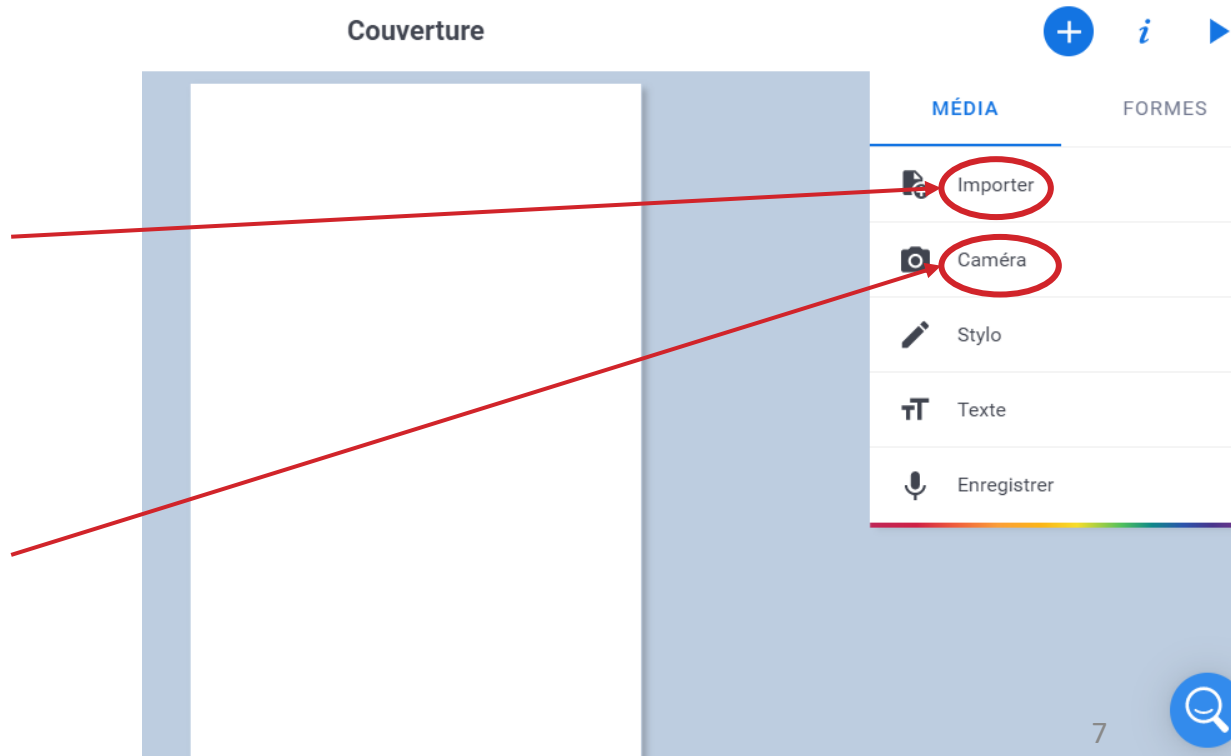 Couverture
i
MÉDIA FORMES
Importer
Caméra
Stylo
Texte
Enregistrer
7